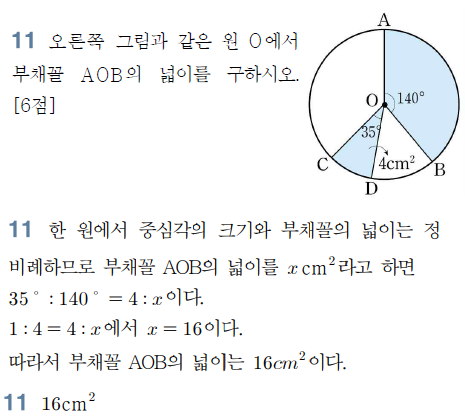 11 오른쪽 그림과 같은 원 O에서
부채꼴 AOB의 넓이를 구하시오.
[6점]
A
O
140°
35°
C
4cm²
B
D
11 한 원에서 중심각의 크기와 부채꼴의 넓이는 정
비례하므로 부채꼴 AOB의 넓이를 x cm²라고 하면
35° : 140° = 4 : x이다.
1 : 4 = 4 : x에서 x = 16이다.
따라서 부채꼴 AOB의 넓이는 16cm²이다.
11 16cm²